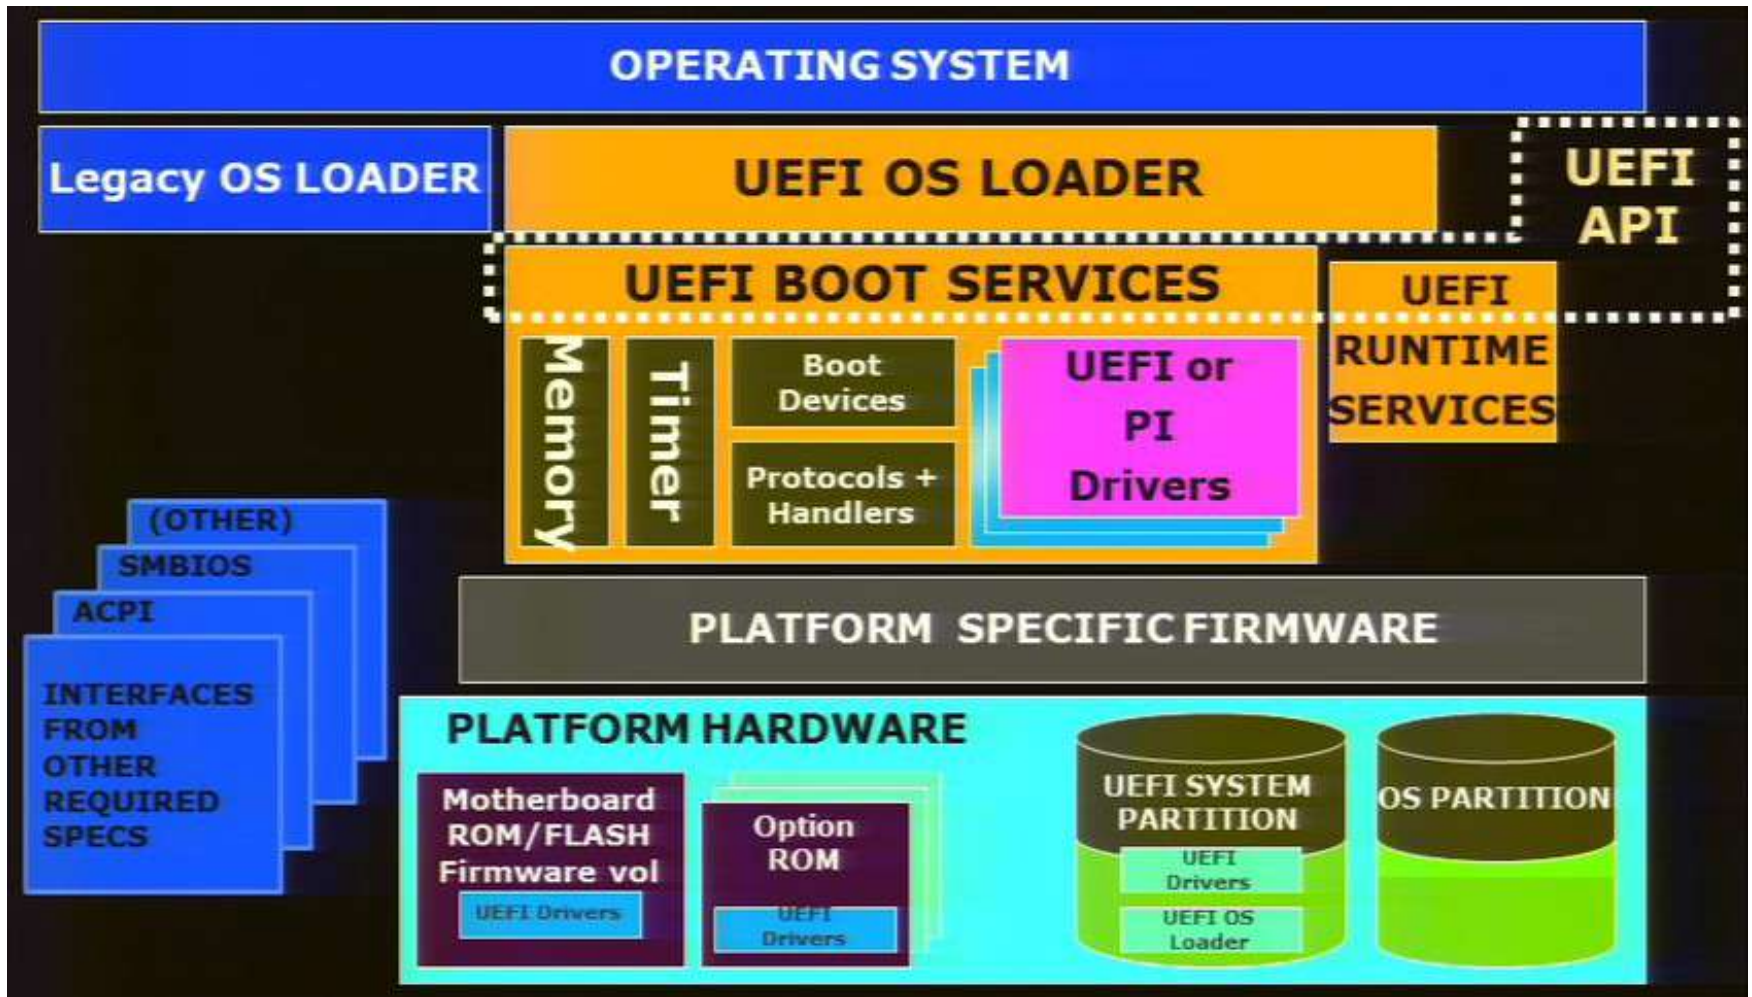 OPERATING SYSTEM
Legacy OS LOADER
UEFI OS LOADER
UEFI
API
UEFI BOOT SERVICES
UEFI
RUNTIME
SERVICES
Memory
Timer
Boot
Devices
Protocols +
Handlers
UEFI or
PI
Drivers
(OTHER)
SMBIOS
ACPI
INTERFACES
FROM
OTHER
REQUIRED
SPECS
PLATFORM SPECIFIC FIRMWARE
PLATFORM HARDWARE
Motherboard
ROM/FLASH
Firmware vol
UEFI Drivers
Option
ROM
UEFI
Drivers
UEFI SYSTEM
PARTITION
UEFI
Drivers
UEFI OS
Loader
OS PARTITION